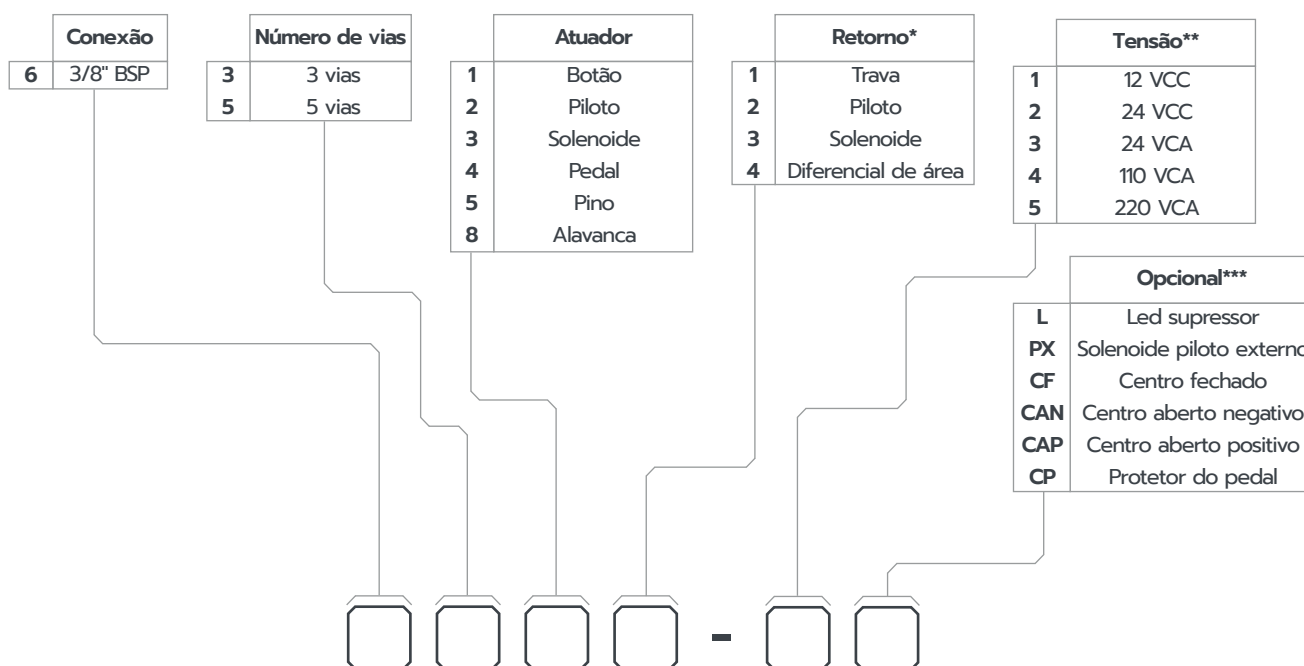 Conexão
6 3/8" BSP
Número de vias
3 3 vias
5 5 vias
Atuador
1 Botão
2 Piloto
3 Solenoide
4 Pedal
5 Pino
8 Alavanca
Retorno*
1 Trava
2 Piloto
3 Solenoide
4 Diferencial de área
Tensão**
1 12 VCC
2 24 VCC
3 24 VCA
4 110 VCA
5 220 VCA
Opcional***
L Led supressor
PX Solenoide piloto externo
CF Centro fechado
CAN Centro aberto negativo
CAP Centro aberto positivo
CP Protetor do pedal
-